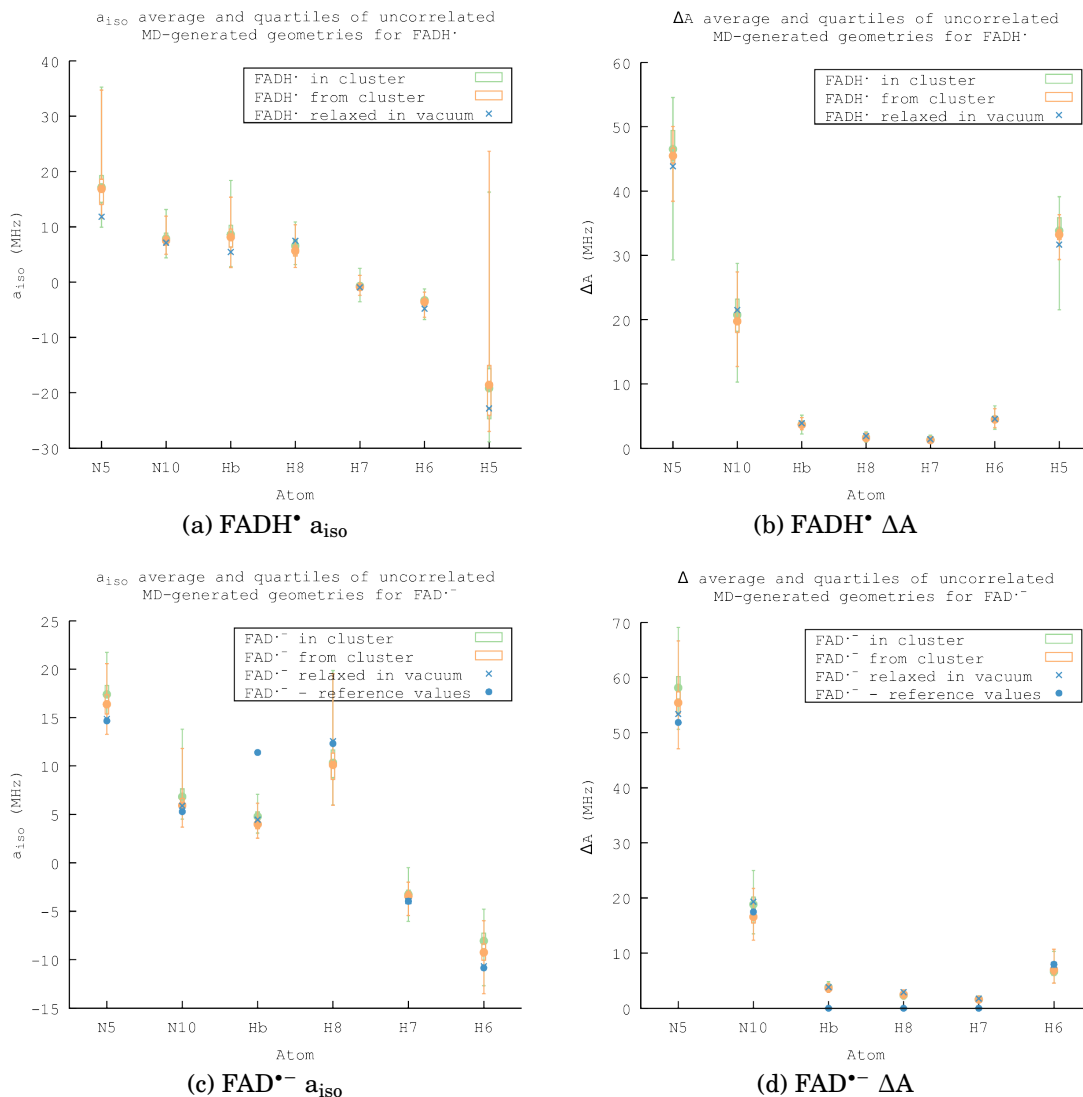 a_iso average and quartiles of uncorrelated
MD-generated geometries for FADH·
FADH· in cluster
FADH· from cluster
FADH· relaxed in vacuum
40
30
20
10
0
−10
−20
−30
a_iso (MHz)
N5 N10 Hb H8 H7 H6 H5
Atom
(a) FADH• a_iso
ΔA average and quartiles of uncorrelated
MD-generated geometries for FADH·
FADH· in cluster
FADH· from cluster
FADH· relaxed in vacuum
60
50
40
30
20
10
0
ΔA (MHz)
N5 N10 Hb H8 H7 H6 H5
Atom
(b) FADH• ΔA
a_iso average and quartiles of uncorrelated
MD-generated geometries for FAD·⁻
FAD·⁻ in cluster
FAD·⁻ from cluster
FAD·⁻ relaxed in vacuum
FAD·⁻ - reference values
25
20
15
10
5
0
−5
−10
−15
a_iso (MHz)
N5 N10 Hb H8 H7 H6
Atom
(c) FAD•− a_iso
Δ average and quartiles of uncorrelated
MD-generated geometries for FAD·⁻
FAD·⁻ in cluster
FAD·⁻ from cluster
FAD·⁻ relaxed in vacuum
FAD·⁻ - reference values
70
60
50
40
30
20
10
0
ΔA (MHz)
N5 N10 Hb H8 H7 H6
Atom
(d) FAD•− ΔA